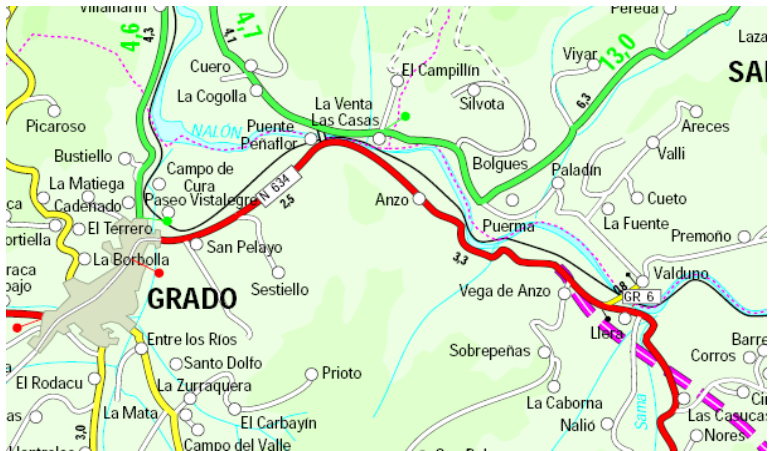 Villamarín
4,6
4,3
4,7
4,1
Pereda
Laza
Cuero
El Campillín
Viyar
13,0
SA
La Cogolla
La Venta
Las Casas
Silvota
6,3
Picaroso
NALÓN
Puente
Peñaflor
Areces
Bustiello
Campo de
Cura
Bolgues
Paladín
Valli
La Matiega
Cadenado
Paseo Vistalegre
N 634
2,5
Anzo
Cueto
ca
El Terrero
Puerma
La Fuente
ortiella
San Pelayo
Premoño
La Borbolla
3,3
raca
bajo
Sestiello
Valduno
0,8
GR 6
GRADO
Vega de Anzo
Llera
Entre los Ríos
Barre
Sobrepeñas
Corros
Santo Dolfo
a
El Rodacu
La Zurraquera
Prioto
La Caborna
Cir
as
La Mata
El Carbayín
Sama
Las Casucas
Nalió
Nores
3,0
Campo del Valle